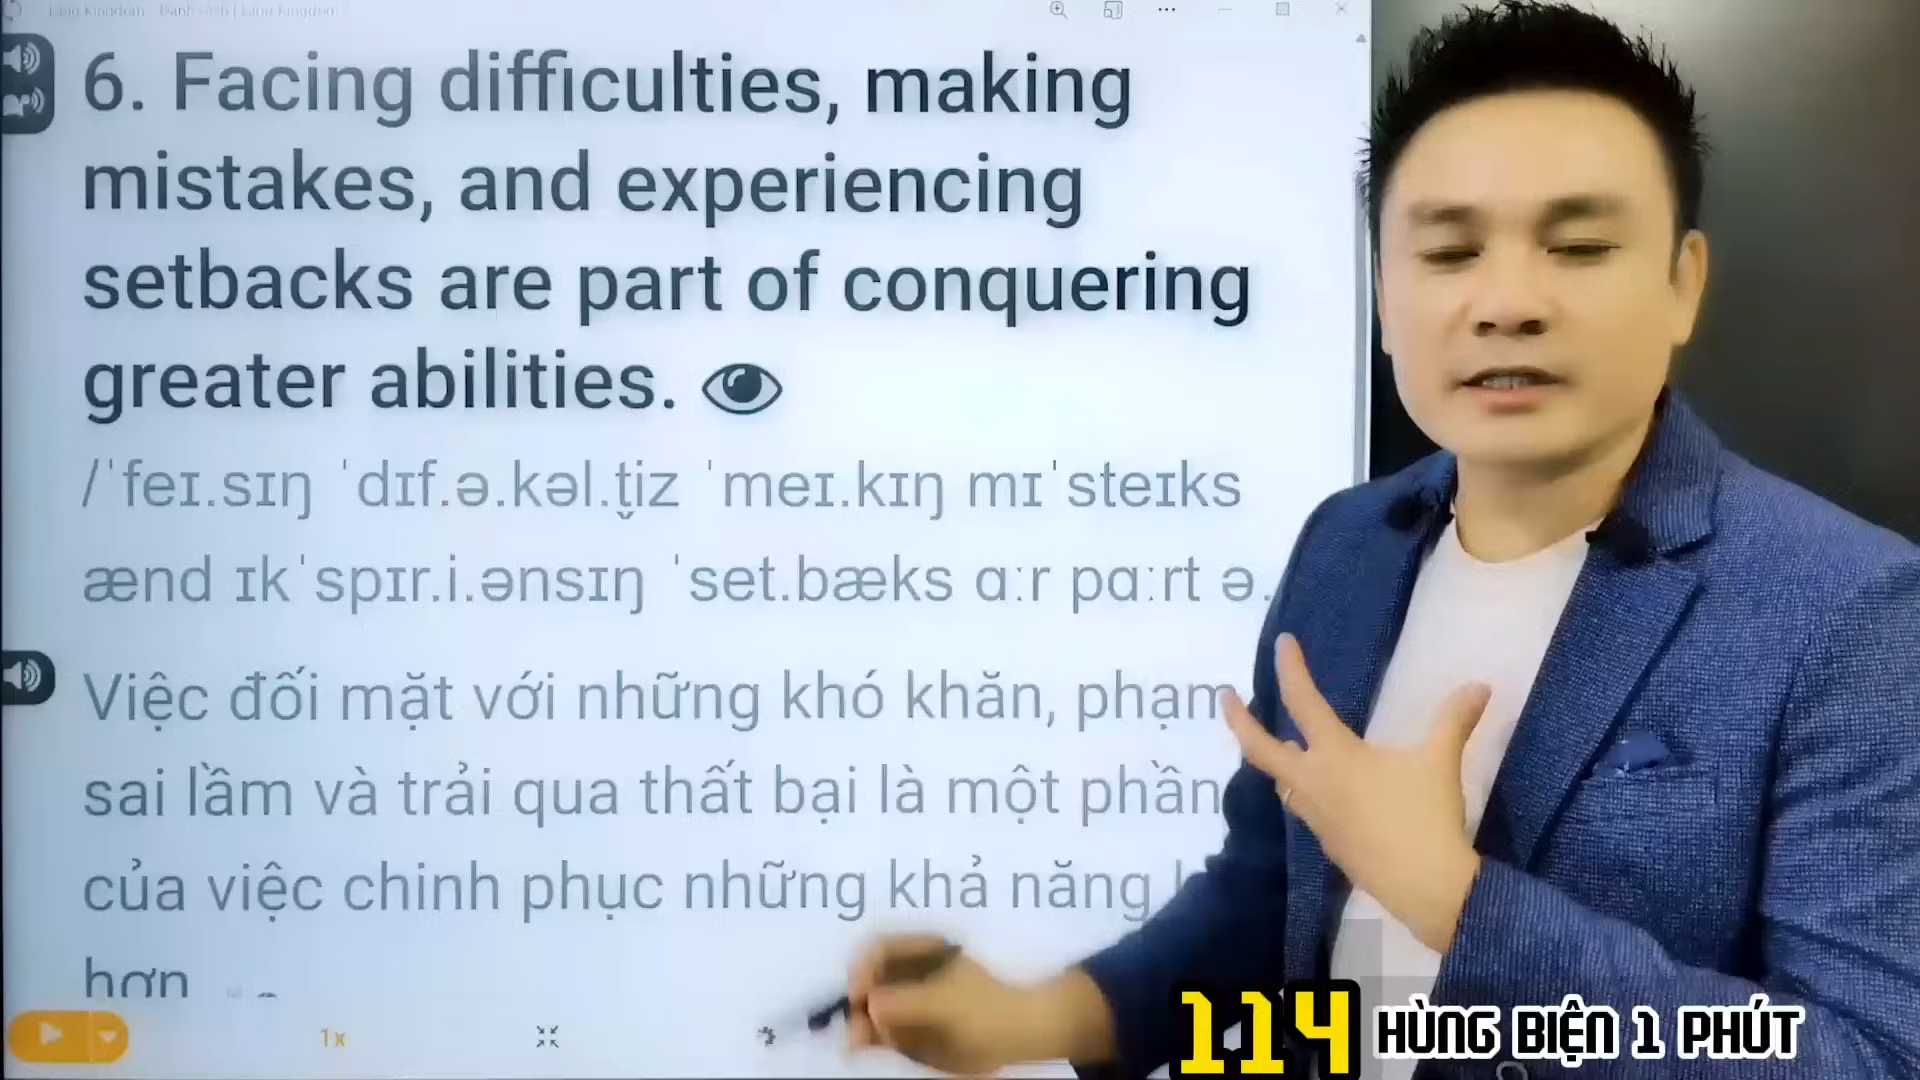 6. Facing difficulties, making
mistakes, and experiencing
setbacks are part of conquering
greater abilities.
/ˈfeɪ.sɪŋ ˈdɪf.ə.kəl.t̬iz ˈmeɪ.kɪŋ mɪˈsteɪks
ænd ɪkˈspɪr.i.ənsɪŋ ˈset.bæks ɑːr pɑːrt ə.
Việc đối mặt với những khó khăn, phạm
sai lầm và trải qua thất bại là một phần
của việc chinh phục những khả năng
hơn
1x
114 HÙNG BIỆN 1 PHÚT